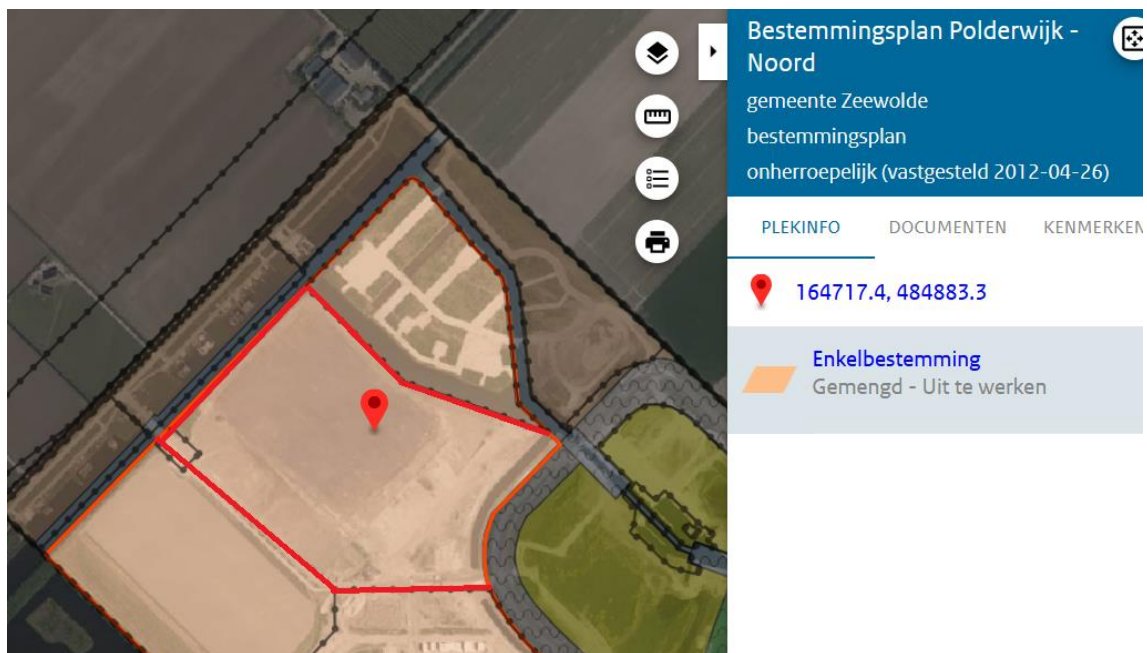 Bestemmingsplan Polderwijk -
Noord
gemeente Zeewolde
bestemmingsplan
onherroepelijk (vastgesteld 2012-04-26)
PLEKINFO DOCUMENTEN KENMERKEN
164717.4, 484883.3
Enkelbestemming
Gemengd - Uit te werken